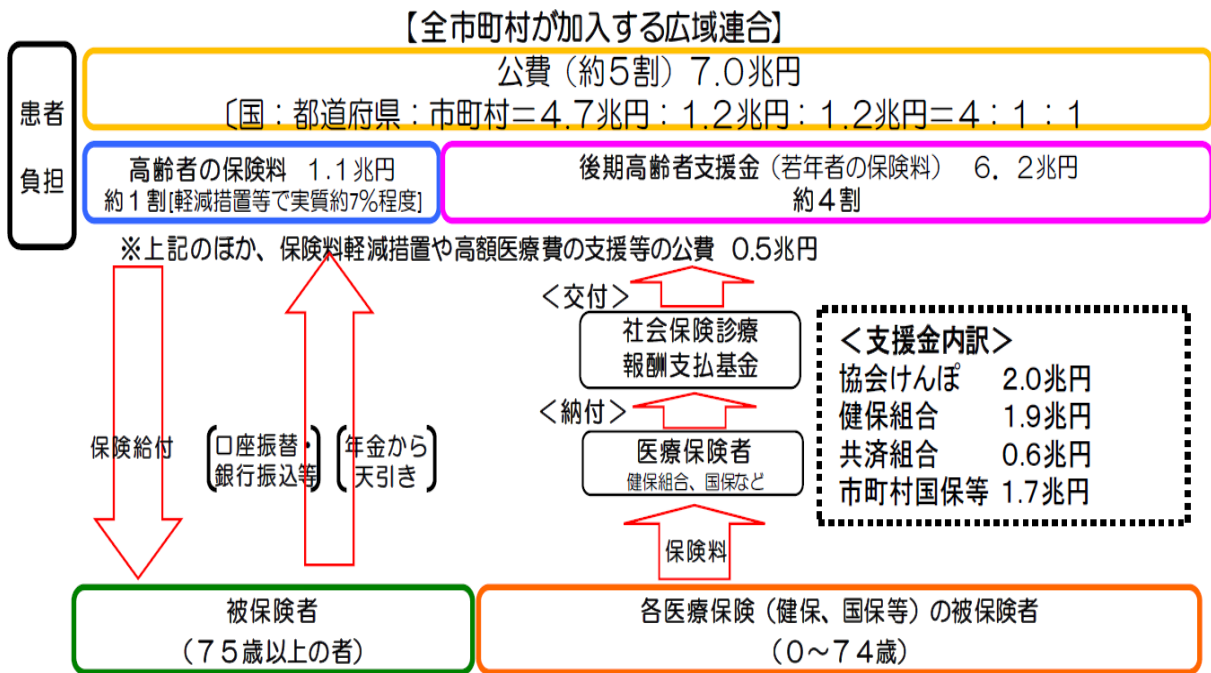 【全市町村が加入する広域連合】
患者
負担
公費（約５割）７.０兆円
〔国：都道府県：市町村＝４.７兆円：１.２兆円：１.２兆円＝４：１：１
高齢者の保険料 1.1兆円
約１割[軽減措置等で実質約7%程度]
後期高齢者支援金（若年者の保険料） ６．２兆円
約４割
※上記のほか、保険料軽減措置や高額医療費の支援等の公費 0.5兆円
＜交付＞
社会保険診療
報酬支払基金
＜納付＞
医療保険者
健保組合、国保など
保険料
保険給付
口座振替・
銀行振込等
年金から
天引き
＜支援金内訳＞
協会けんぽ 2.0兆円
健保組合 1.9兆円
共済組合 0.6兆円
市町村国保等 1.7兆円
被保険者
（７５歳以上の者）
各医療保険（健保、国保等）の被保険者
（０～７４歳）